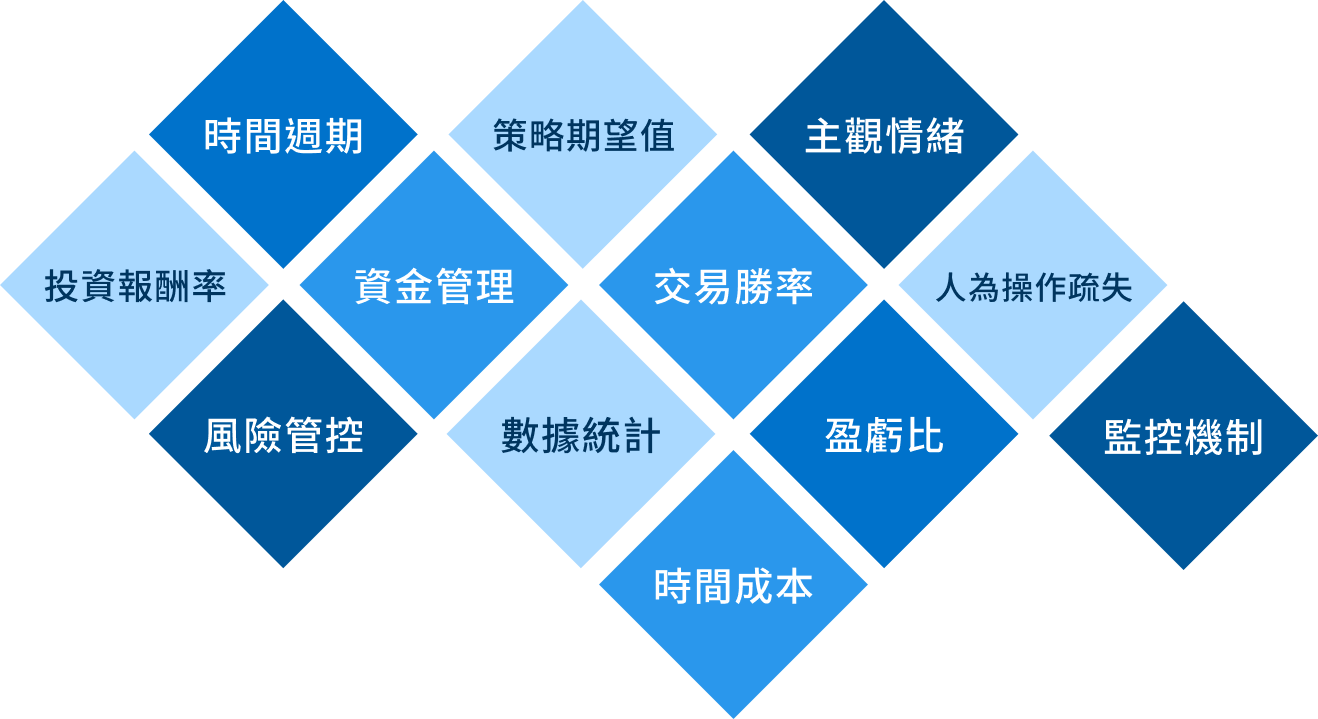 時間週期
策略期望值
主觀情緒
投資報酬率
資金管理
交易勝率
人為操作疏失
風險管控
數據統計
盈虧比
監控機制
時間成本